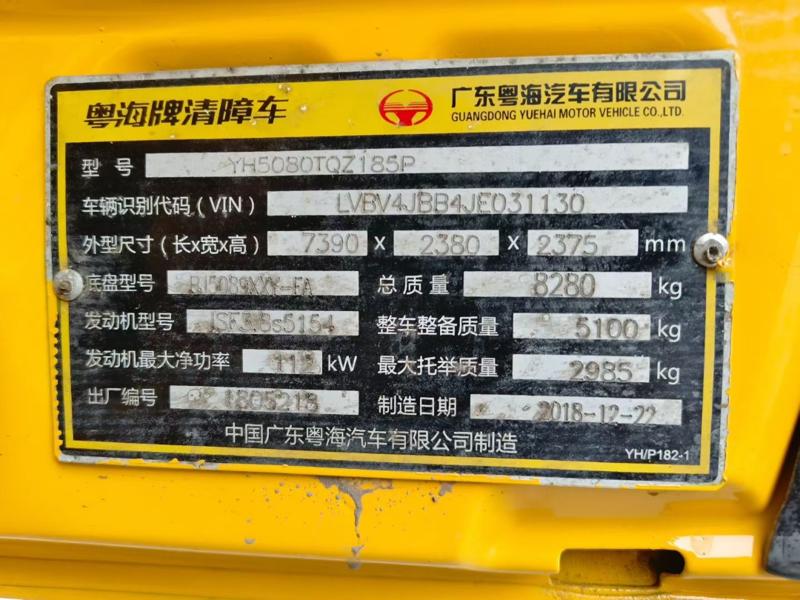 粤海牌清障车
广东粤海汽车有限公司
GUANGDONG YUEHAI MOTOR VEHICLE CO.,LTD.
型号 YH5080TQZ185P
车辆识别代码（VIN） LVBV4JBB4JE031130
外型尺寸（长x宽x高） 7390 x 2380 x 2375 mm
底盘型号 BJ5089XXY-FA 总质量 8280 kg
发动机型号 ISF3.8s5154 整车整备质量 5100 kg
发动机最大净功率 112 kW 最大托举质量 2985 kg
出厂编号 制造日期 2018-12-22
中国广东粤海汽车有限公司制造
YH/P182-1